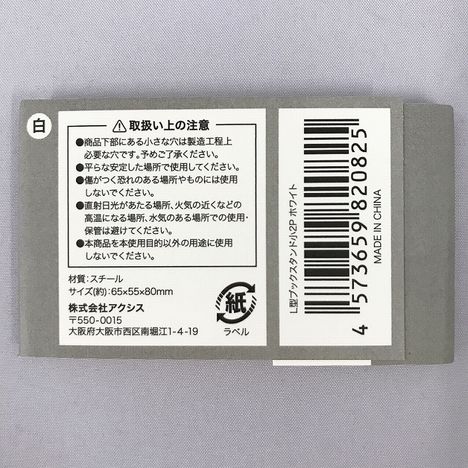 白
⚠取扱い上の注意
●商品下部にある小さな穴は製造工程上
必要な穴です。予めご了承ください。
●平らな安定した場所で使用してください。
●傷がつく恐れのある場所やものには使用
しないでください。
●直射日光があたる場所、火気の近くなどの
高温になる場所、水気のある場所での使用・
保管は避けてください。
●本商品を本使用目的以外の用途に使用
しないでください。
材質：スチール
サイズ(約)：65×55×80mm
株式会社アクシス
〒550-0015
大阪府大阪市西区南堀江1-4-19
紙
ラベル
L型ブックスタンド小2P ホワイト
4 573659 820825
MADE IN CHINA